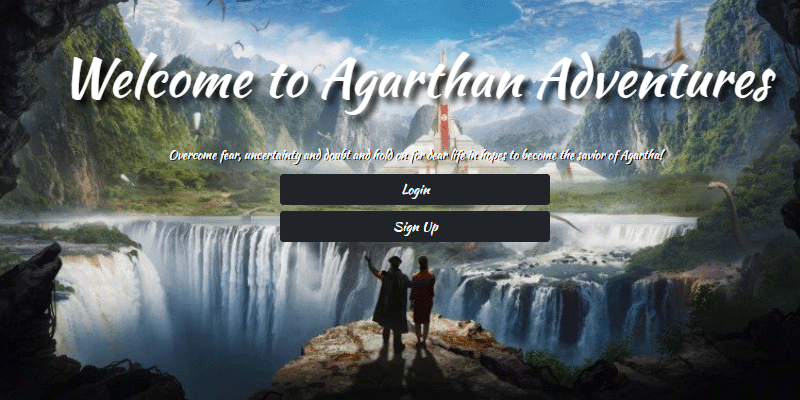 Welcome to Agarthan Adventures
Overcome fear, uncertainty and doubt and hold on for dear life in hopes to become the savior of Agartha!
Login
Sign Up